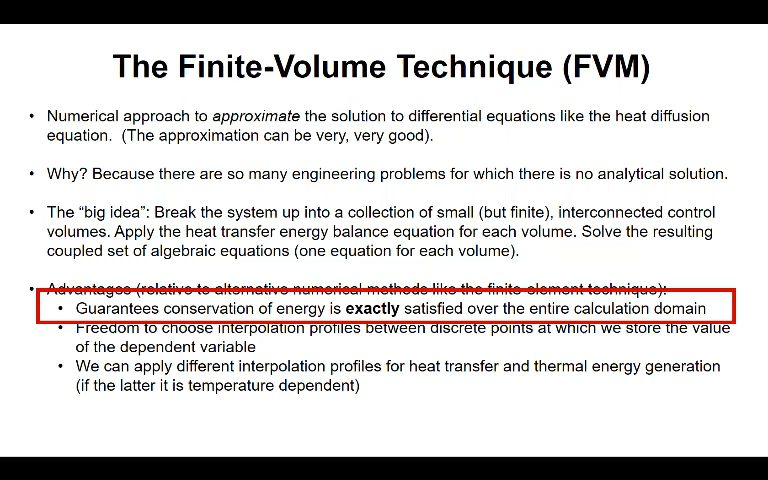 The Finite-Volume Technique (FVM)
• Numerical approach to approximate the solution to differential equations like the heat diffusion
equation. (The approximation can be very, very good).
• Why? Because there are so many engineering problems for which there is no analytical solution.
• The “big idea”: Break the system up into a collection of small (but finite), interconnected control
volumes. Apply the heat transfer energy balance equation for each volume. Solve the resulting
coupled set of algebraic equations (one equation for each volume).
• Advantages (relative to alternative numerical methods like the finite element technique):
• Guarantees conservation of energy is exactly satisfied over the entire calculation domain
• Freedom to choose interpolation profiles between discrete points at which we store the value
of the dependent variable
• We can apply different interpolation profiles for heat transfer and thermal energy generation
(if the latter it is temperature dependent)